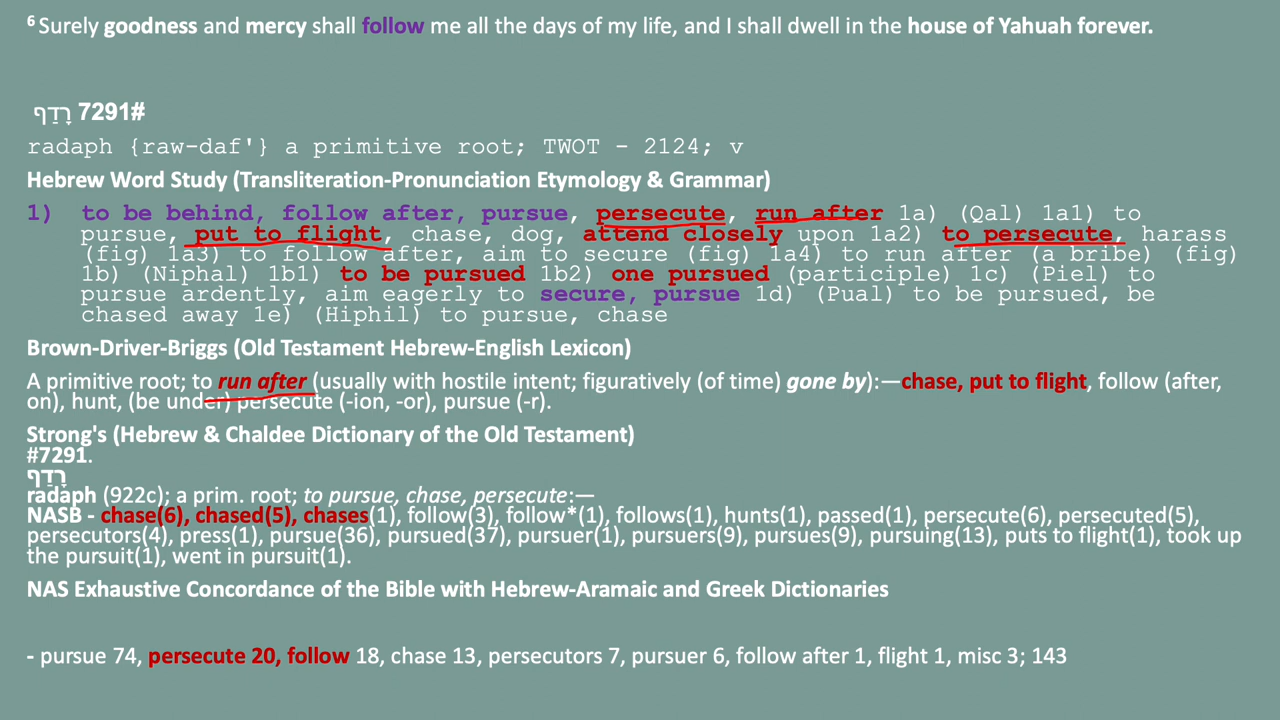 6 Surely goodness and mercy shall follow me all the days of my life, and I shall dwell in the house of Yahuah forever.
רָדַף 7291#
radaph {raw-daf'} a primitive root; TWOT - 2124; v
Hebrew Word Study (Transliteration-Pronunciation Etymology & Grammar)
1) to be behind, follow after, pursue, persecute, run after 1a) (Qal) 1a1) to
pursue, put to flight, chase, dog, attend closely upon 1a2) to persecute, harass
(fig) 1a3) to follow after, aim to secure (fig) 1a4) to run after (a bribe) (fig)
1b) (Niphal) 1b1) to be pursued 1b2) one pursued (participle) 1c) (Piel) to
pursue ardently, aim eagerly to secure, pursue 1d) (Pual) to be pursued, be
chased away 1e) (Hiphil) to pursue, chase
Brown-Driver-Briggs (Old Testament Hebrew-English Lexicon)
A primitive root; to run after (usually with hostile intent; figuratively (of time) gone by):—chase, put to flight, follow (after,
on), hunt, (be under) persecute (-ion, -or), pursue (-r).
Strong's (Hebrew & Chaldee Dictionary of the Old Testament)
#7291.
רָדַף
radaph (922c); a prim. root; to pursue, chase, persecute:—
NASB - chase(6), chased(5), chases(1), follow(3), follow*(1), follows(1), hunts(1), passed(1), persecute(6), persecuted(5),
persecutors(4), press(1), pursue(36), pursued(37), pursuer(1), pursuers(9), pursues(9), pursuing(13), puts to flight(1), took up
the pursuit(1), went in pursuit(1).
NAS Exhaustive Concordance of the Bible with Hebrew-Aramaic and Greek Dictionaries
- pursue 74, persecute 20, follow 18, chase 13, persecutors 7, pursuer 6, follow after 1, flight 1, misc 3; 143